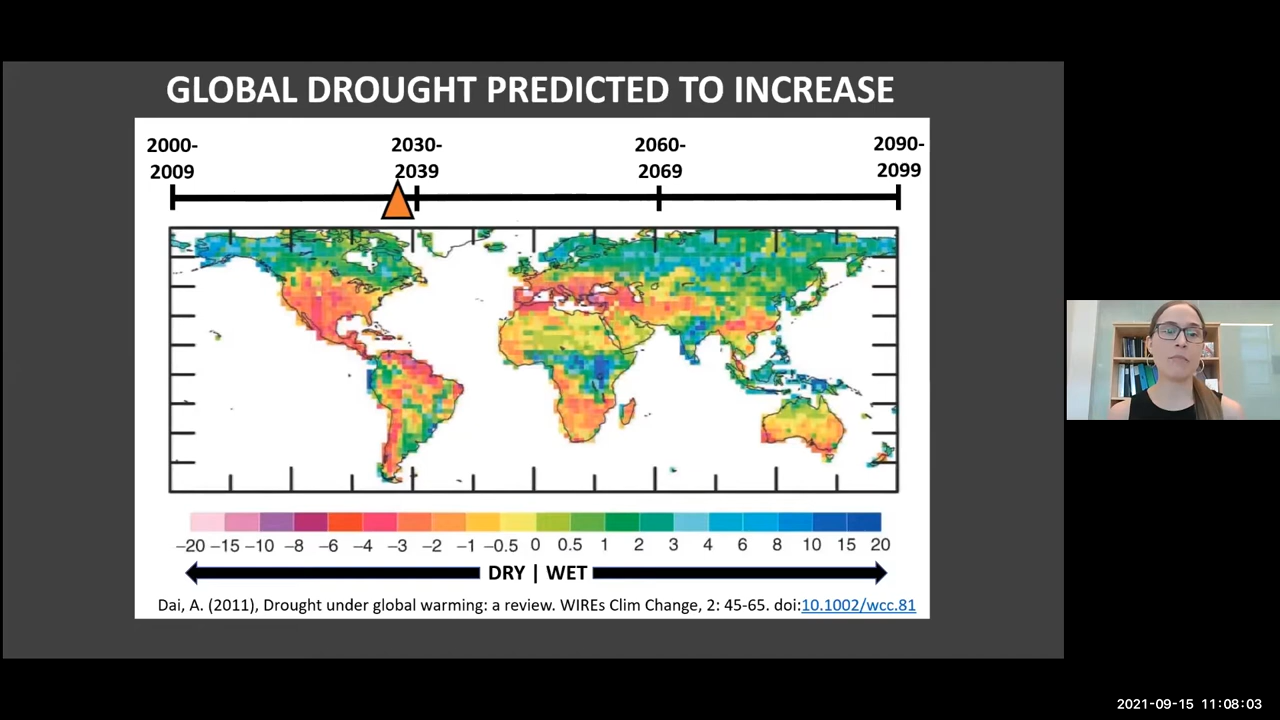 GLOBAL DROUGHT PREDICTED TO INCREASE
2000-
2009
2030-
2039
2060-
2069
2090-
2099
−20 −15 −10 −8 −6 −4 −3 −2 −1 −0.5 0 0.5 1 2 3 4 6 8 10 15 20
DRY | WET
Dai, A. (2011), Drought under global warming: a review. WIREs Clim Change, 2: 45-65. doi:10.1002/wcc.81
2021-09-15 11:08:03